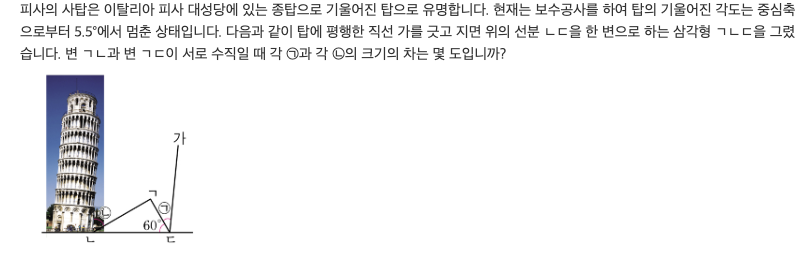 피사의 사탑은 이탈리아 피사 대성당에 있는 종탑으로 기울어진 탑으로 유명합니다. 현재는 보수공사를 하여 탑의 기울어진 각도는 중심축
으로부터 5.5°에서 멈춘 상태입니다. 다음과 같이 탑에 평행한 직선 가를 긋고 지면 위의 선분 ㄴㄷ을 한 변으로 하는 삼각형 ㄱㄴㄷ을 그렸
습니다. 변 ㄱㄴ과 변 ㄱㄷ이 서로 수직일 때 각 ㉠과 각 ㉡의 크기의 차는 몇 도입니까?
가
ㄱ
㉡
㉠
60°
ㄴ
ㄷ